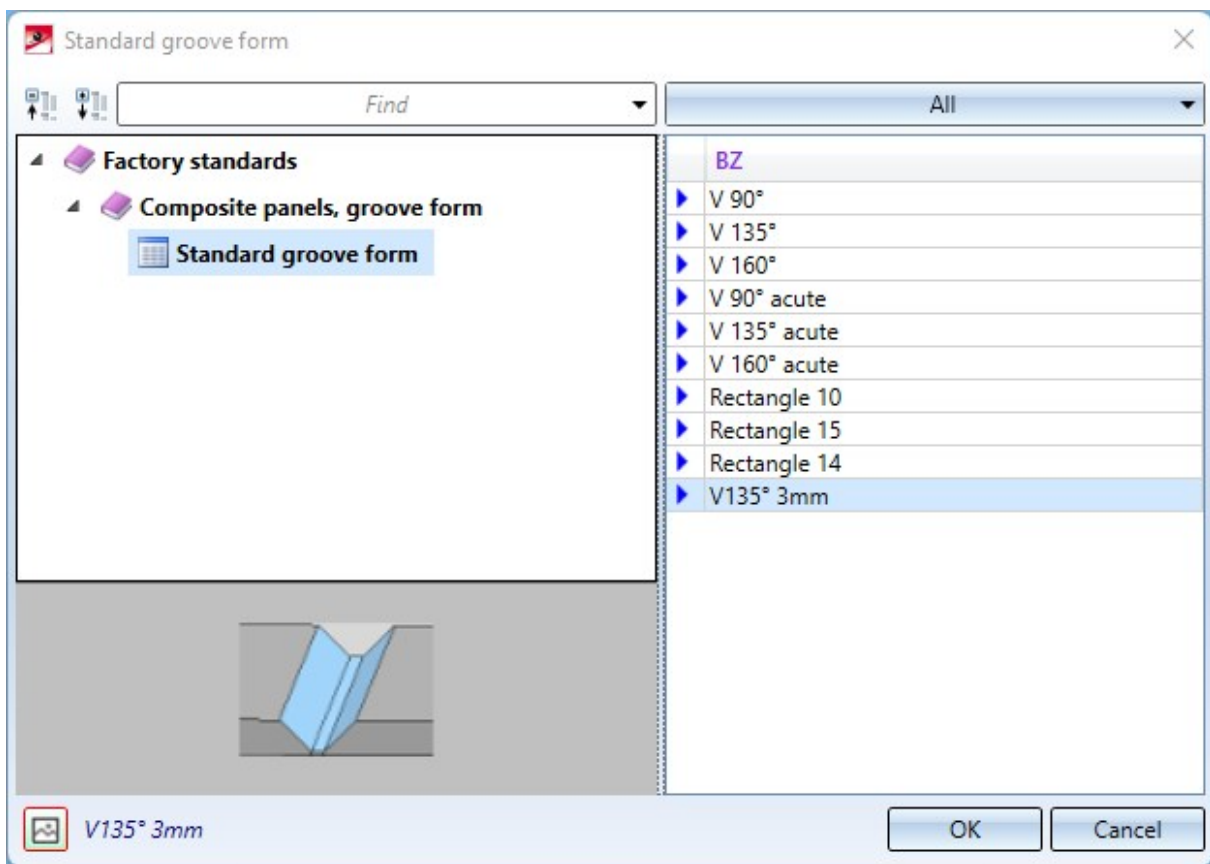 Standard groove form
Find
All
Factory standards
Composite panels, groove form
Standard groove form
BZ
V 90°
V 135°
V 160°
V 90° acute
V 135° acute
V 160° acute
Rectangle 10
Rectangle 15
Rectangle 14
V135° 3mm
V135° 3mm
OK
Cancel